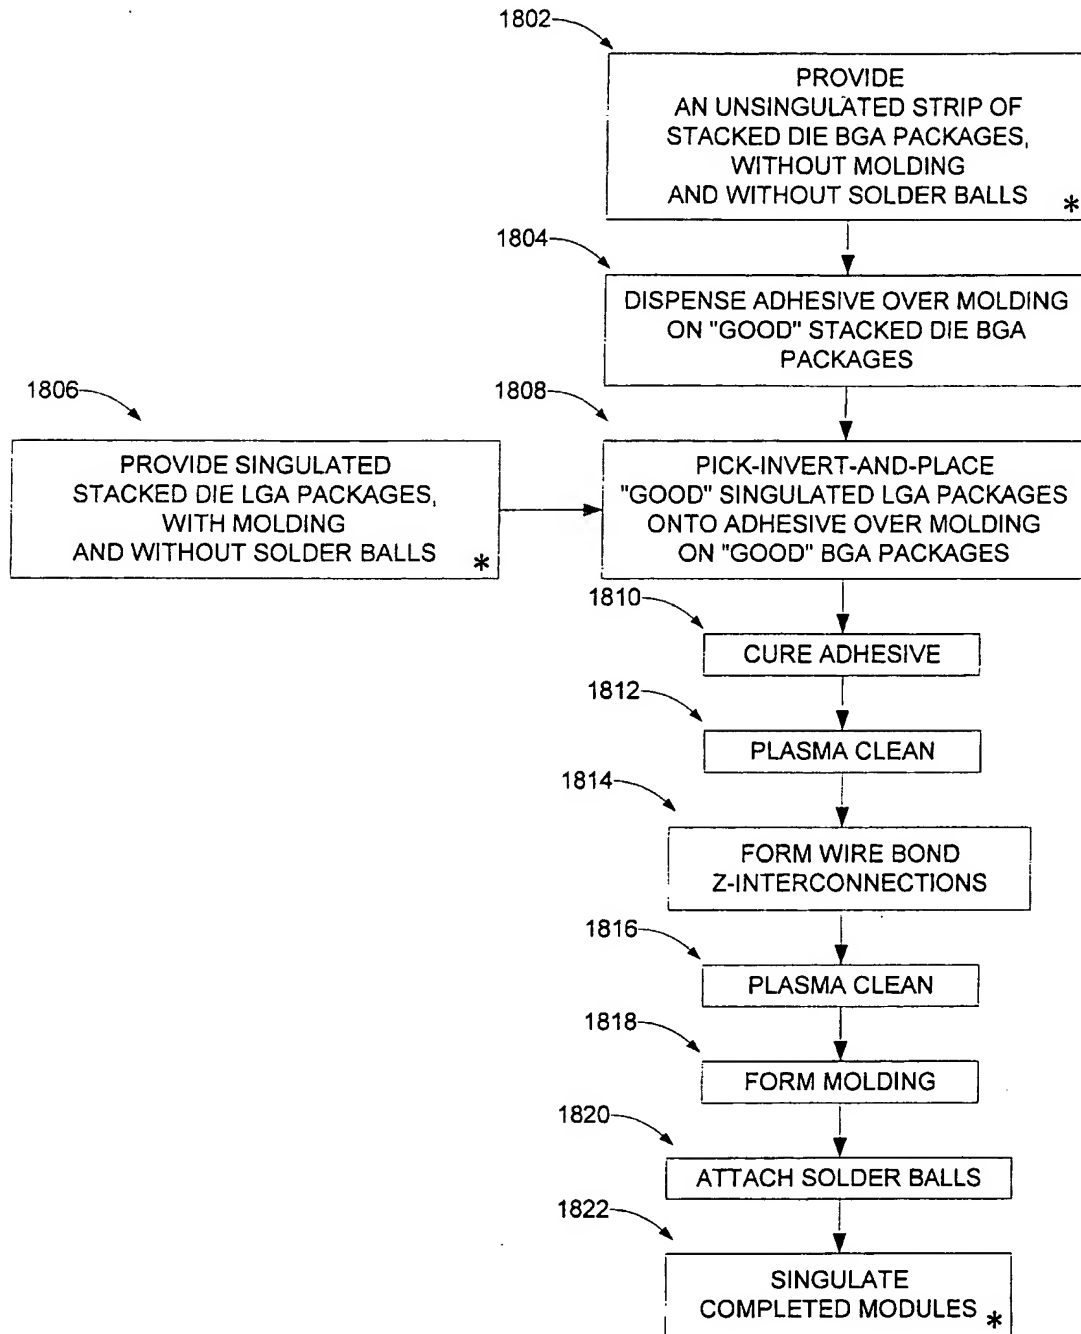 1802
PROVIDE
AN UNSINGULATED STRIP OF
STACKED DIE BGA PACKAGES,
WITHOUT MOLDING
AND WITHOUT SOLDER BALLS *
1804
DISPENSE ADHESIVE OVER MOLDING
ON "GOOD" STACKED DIE BGA
PACKAGES
1806
PROVIDE SINGULATED
STACKED DIE LGA PACKAGES,
WITH MOLDING
AND WITHOUT SOLDER BALLS *
1808
PICK-INVERT-AND-PLACE
"GOOD" SINGULATED LGA PACKAGES
ONTO ADHESIVE OVER MOLDING
ON "GOOD" BGA PACKAGES
1810
CURE ADHESIVE
1812
PLASMA CLEAN
1814
FORM WIRE BOND
Z-INTERCONNECTIONS
1816
PLASMA CLEAN
1818
FORM MOLDING
1820
ATTACH SOLDER BALLS
1822
SINGULATE
COMPLETED MODULES *